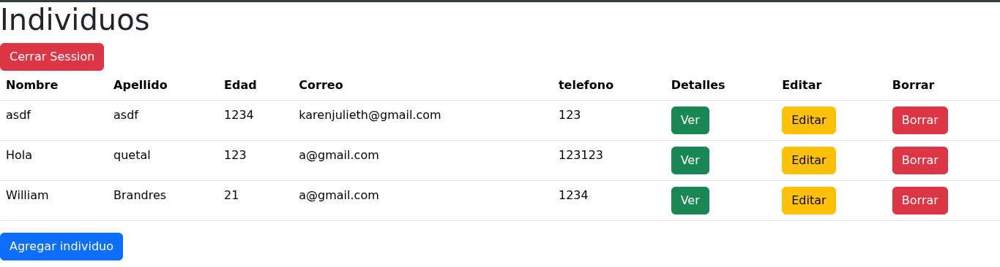 Individuos
Cerrar Session
Nombre Apellido Edad Correo telefono Detalles Editar Borrar
asdf asdf 1234 karenjulieth@gmail.com 123 Ver Editar Borrar
Hola quetal 123 a@gmail.com 123123 Ver Editar Borrar
William Brandres 21 a@gmail.com 1234 Ver Editar Borrar
Agregar individuo